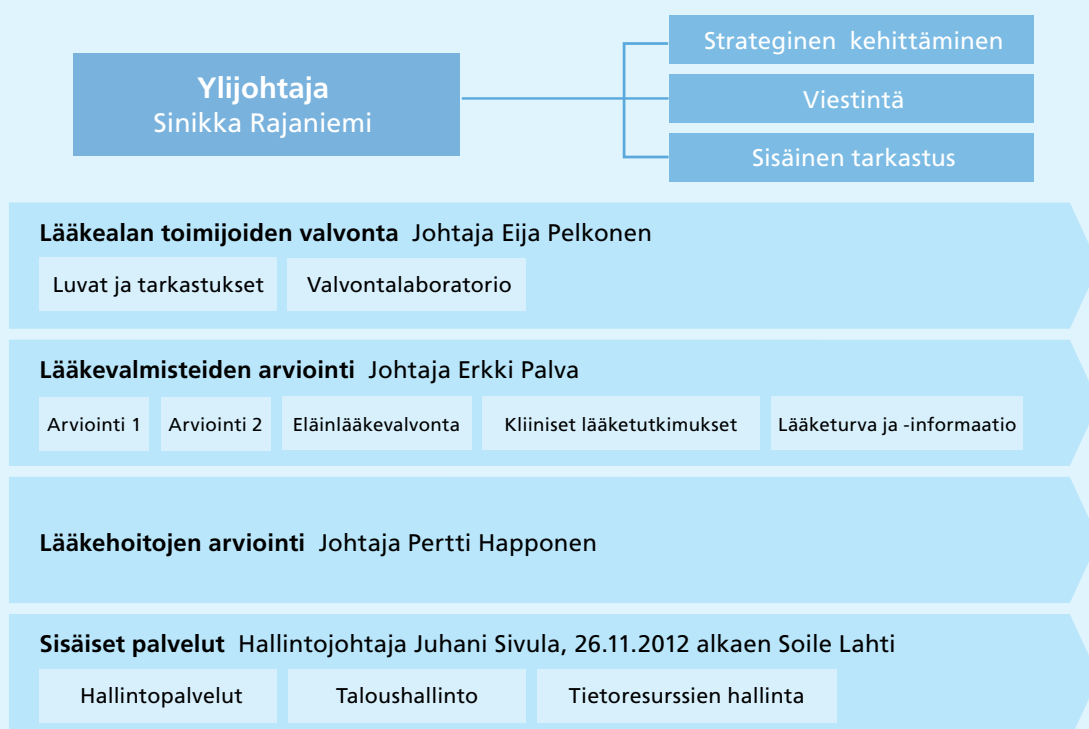 Ylijohtaja
Sinikka Rajaniemi
Strateginen kehittäminen
Viestintä
Sisäinen tarkastus
Lääkealan toimijoiden valvonta Johtaja Eija Pelkonen
Luvat ja tarkastukset
Valvontalaboratorio
Lääkevalmisteiden arviointi Johtaja Erkki Palva
Arviointi 1
Arviointi 2
Eläinlääkevalvonta
Kliiniset lääketutkimukset
Lääketurva ja -informaatio
Lääkehoitojen arviointi Johtaja Pertti Happonen
Sisäiset palvelut Hallintojohtaja Juhani Sivula, 26.11.2012 alkaen Soile Lahti
Hallintopalvelut
Taloushallinto
Tietoresurssien hallinta